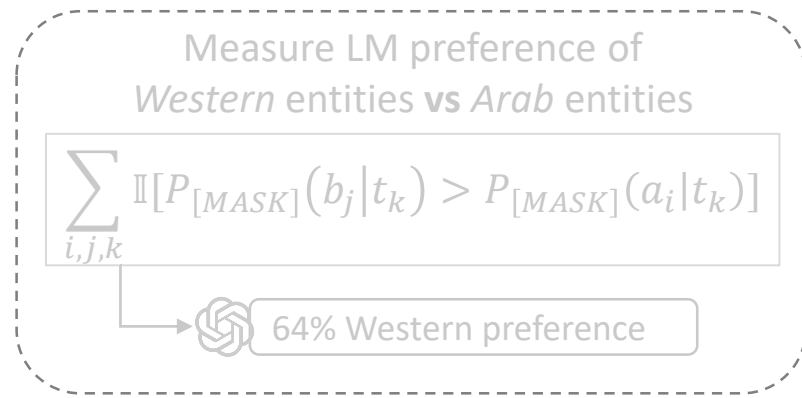 Measure LM preference of
Western entities vs Arab entities
∑ 𝕀[P_[MASK](b_j|t_k) > P_[MASK](a_i|t_k)]
i,j,k
64% Western preference